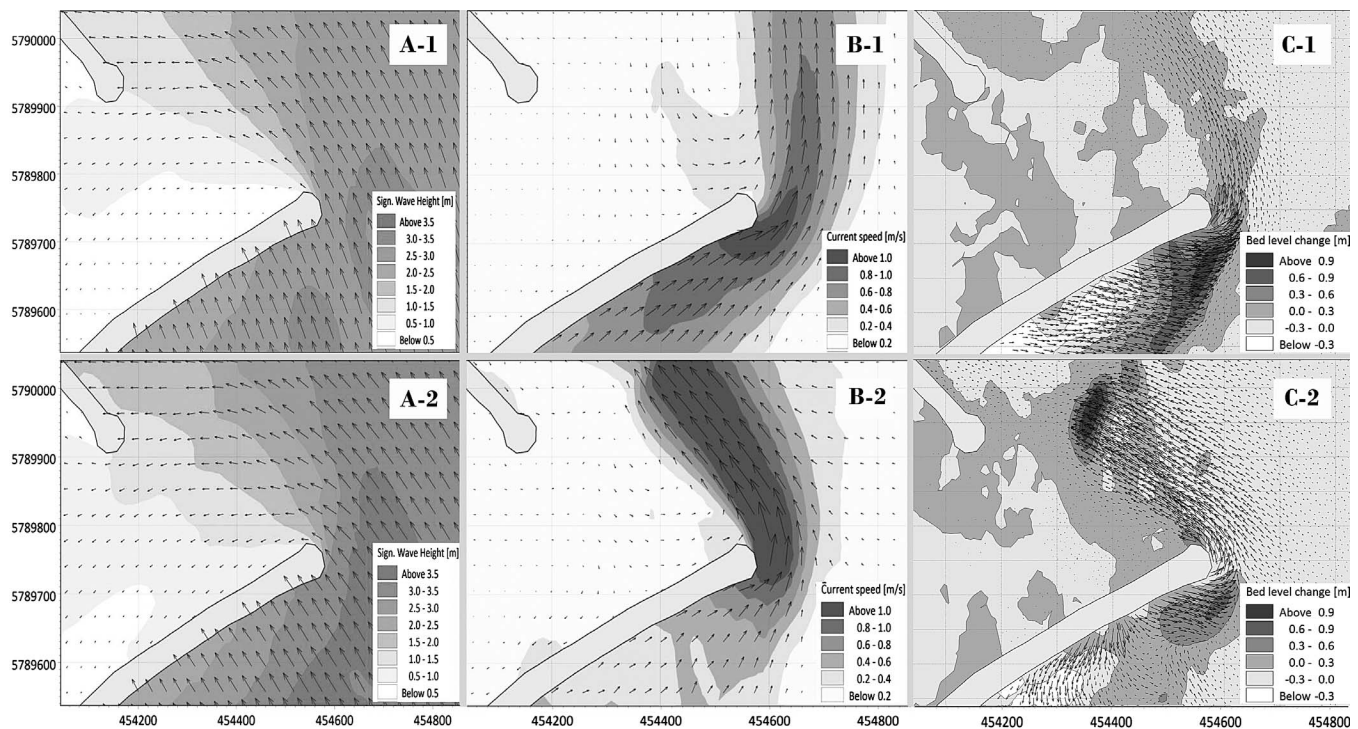 A-1
B-1
C-1
5790000
5789900
5789800
5789700
5789600
Sign. Wave Height [m]
Above 3.5
3.0 - 3.5
2.5 - 3.0
2.0 - 2.5
1.5 - 2.0
1.0 - 1.5
0.5 - 1.0
Below 0.5
Current speed [m/s]
Above 1.0
0.8 - 1.0
0.6 - 0.8
0.4 - 0.6
0.2 - 0.4
Below 0.2
Bed level change [m]
Above 0.9
0.6 - 0.9
0.3 - 0.6
0.0 - 0.3
-0.3 - 0.0
Below -0.3
A-2
B-2
C-2
5790000
5789900
5789800
5789700
5789600
Sign. Wave Height [m]
Above 3.5
3.0 - 3.5
2.5 - 3.0
2.0 - 2.5
1.5 - 2.0
1.0 - 1.5
0.5 - 1.0
Below 0.5
Current speed [m/s]
Above 1.0
0.8 - 1.0
0.6 - 0.8
0.4 - 0.6
0.2 - 0.4
Below 0.2
Bed level change [m]
Above 0.9
0.6 - 0.9
0.3 - 0.6
0.0 - 0.3
-0.3 - 0.0
Below -0.3
454200 454400 454600 454800
454200 454400 454600 454800
454200 454400 454600 454800